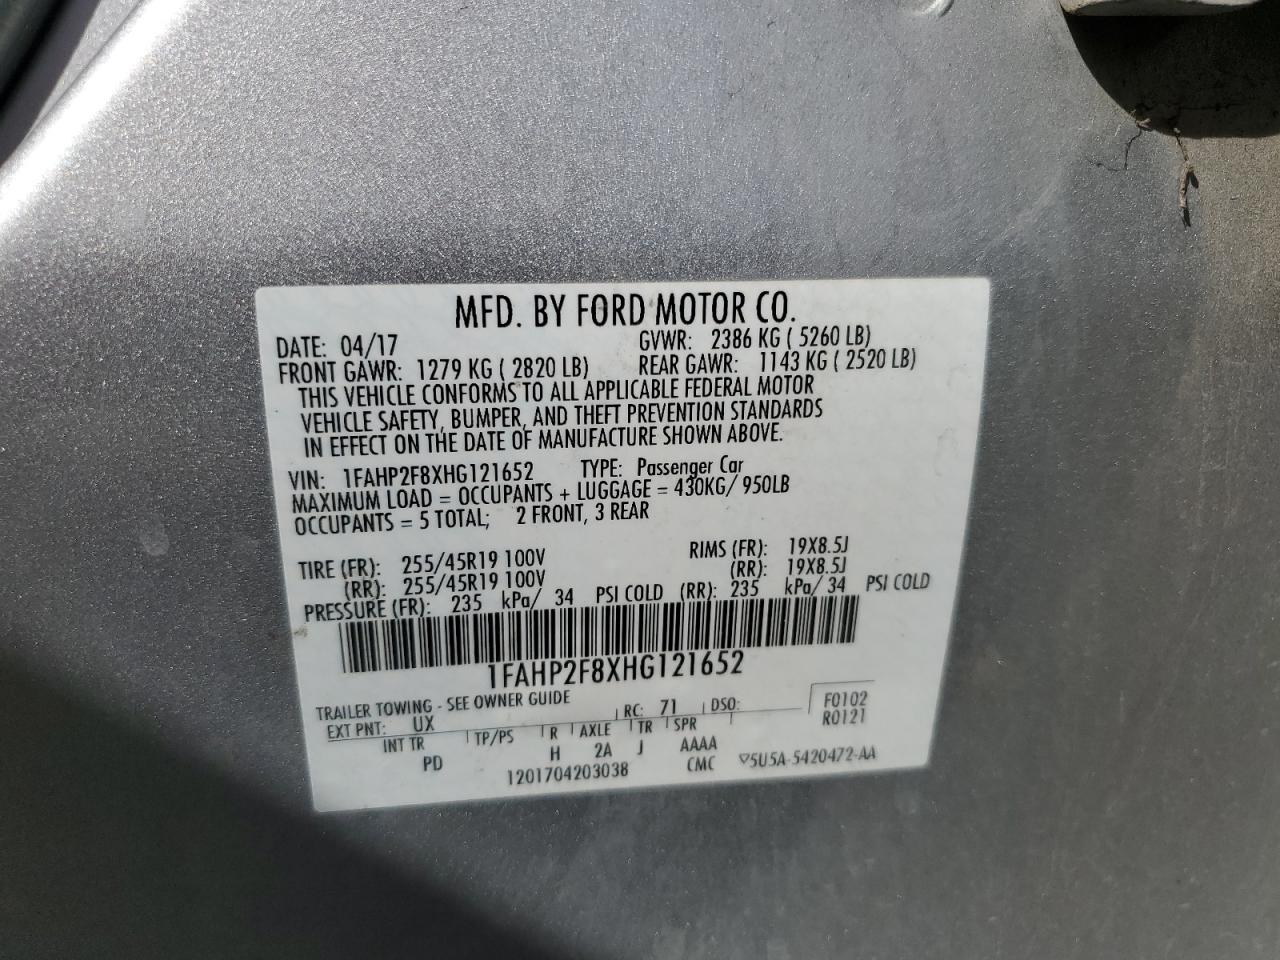 MFD. BY FORD MOTOR CO.
DATE: 04/17 GVWR: 2386 KG ( 5260 LB)
FRONT GAWR: 1279 KG ( 2820 LB) REAR GAWR: 1143 KG ( 2520 LB)
THIS VEHICLE CONFORMS TO ALL APPLICABLE FEDERAL MOTOR
VEHICLE SAFETY, BUMPER, AND THEFT PREVENTION STANDARDS
IN EFFECT ON THE DATE OF MANUFACTURE SHOWN ABOVE.
VIN: 1FAHP2F8XHG121652 TYPE: Passenger Car
MAXIMUM LOAD = OCCUPANTS + LUGGAGE = 430KG/ 950LB
OCCUPANTS = 5 TOTAL; 2 FRONT, 3 REAR
TIRE (FR): 255/45R19 100V RIMS (FR): 19X8.5J
(RR): 255/45R19 100V (RR): 19X8.5J
PRESSURE (FR): 235 kPa/ 34 PSI COLD (RR): 235 kPa/ 34 PSI COLD
1FAHP2F8XHG121652
TRAILER TOWING - SEE OWNER GUIDE
EXT PNT: UX RC: 71 DSO: F0102
R0121
INT TR TP/PS R AXLE TR SPR
PD H 2A J AAAA
1201704203038 CMC ▽5U5A-5420472-AA